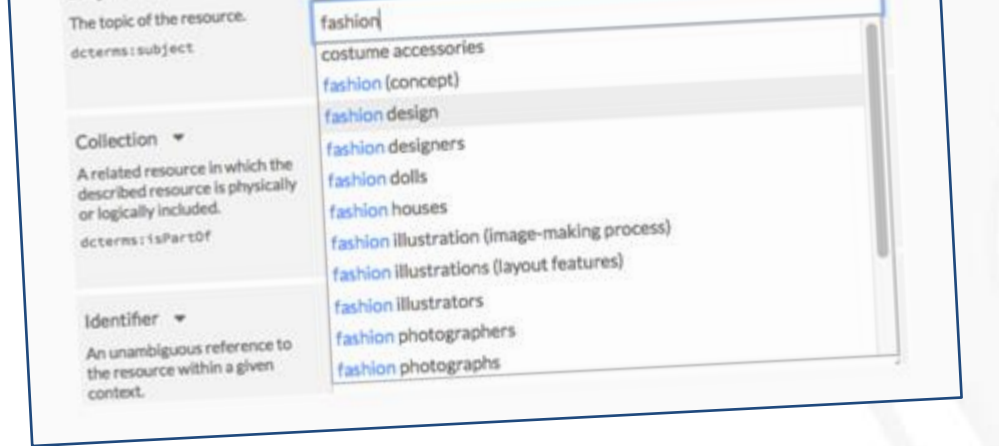 The topic of the resource.
dcterms:subject
fashion
costume accessories
fashion (concept)
fashion design
fashion designers
fashion dolls
fashion houses
fashion illustration (image-making process)
fashion illustrations (layout features)
fashion illustrators
fashion photographers
fashion photographs
Collection
A related resource in which the
described resource is physically
or logically included.
dcterms:isPartOf
Identifier
An unambiguous reference to
the resource within a given
context.